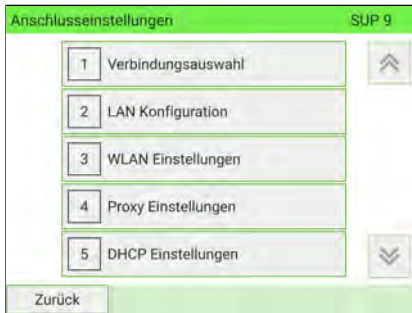 Anschlusseinstellungen SUP 9
1 Verbindungsauswahl
2 LAN Konfiguration
3 WLAN Einstellungen
4 Proxy Einstellungen
5 DHCP Einstellungen
Zurück